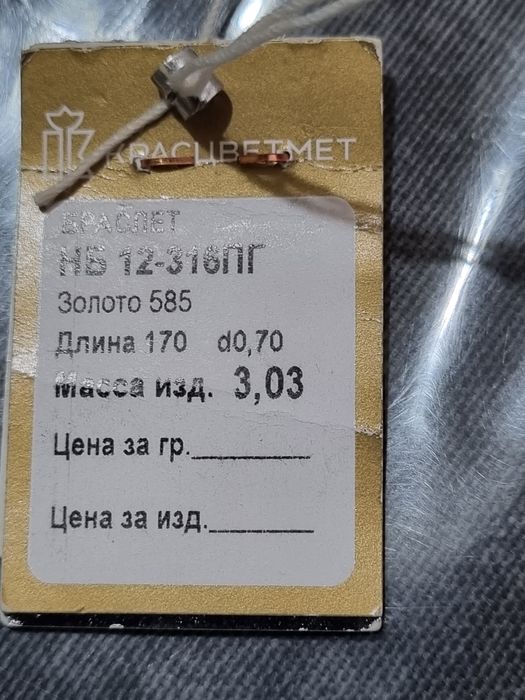 КРАСЦВЕТМЕТ
БРАСЛЕТ
НБ 12-316ПГ
Золото 585
Длина 170 d0,70
Масса изд. 3,03
Цена за гр.
Цена за изд.